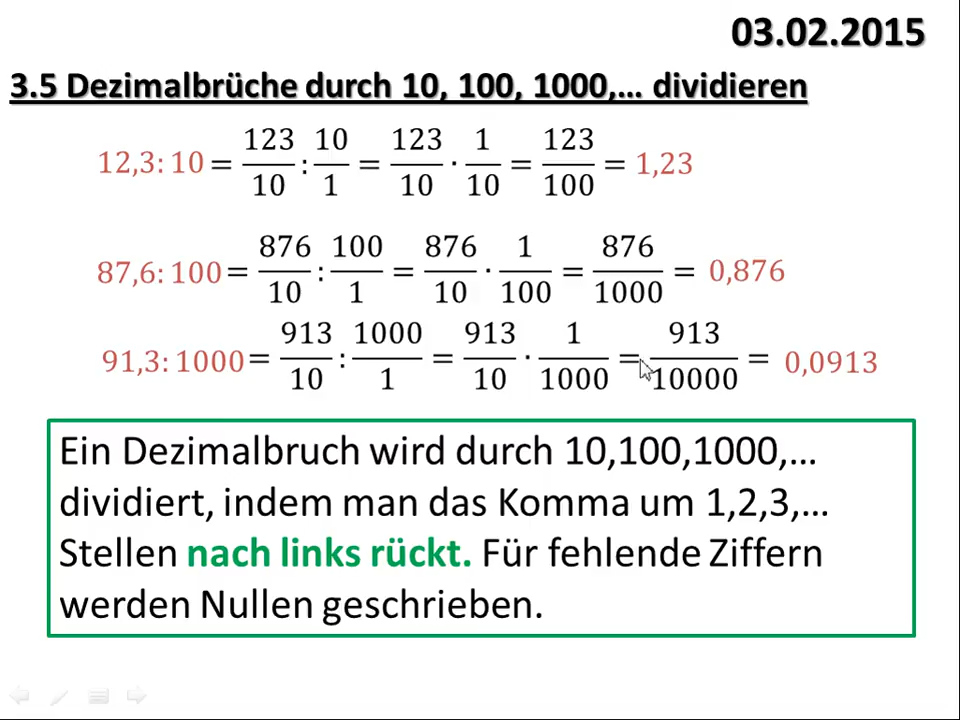 03.02.2015
3.5 Dezimalbrüche durch 10, 100, 1000,... dividieren
12,3: 10 = 123/10 : 10/1 = 123/10 · 1/10 = 123/100 = 1,23
87,6: 100 = 876/10 : 100/1 = 876/10 · 1/100 = 876/1000 = 0,876
91,3: 1000 = 913/10 : 1000/1 = 913/10 · 1/1000 = 913/10000 = 0,0913
Ein Dezimalbruch wird durch 10,100,1000,...
dividiert, indem man das Komma um 1,2,3,...
Stellen nach links rückt. Für fehlende Ziffern
werden Nullen geschrieben.